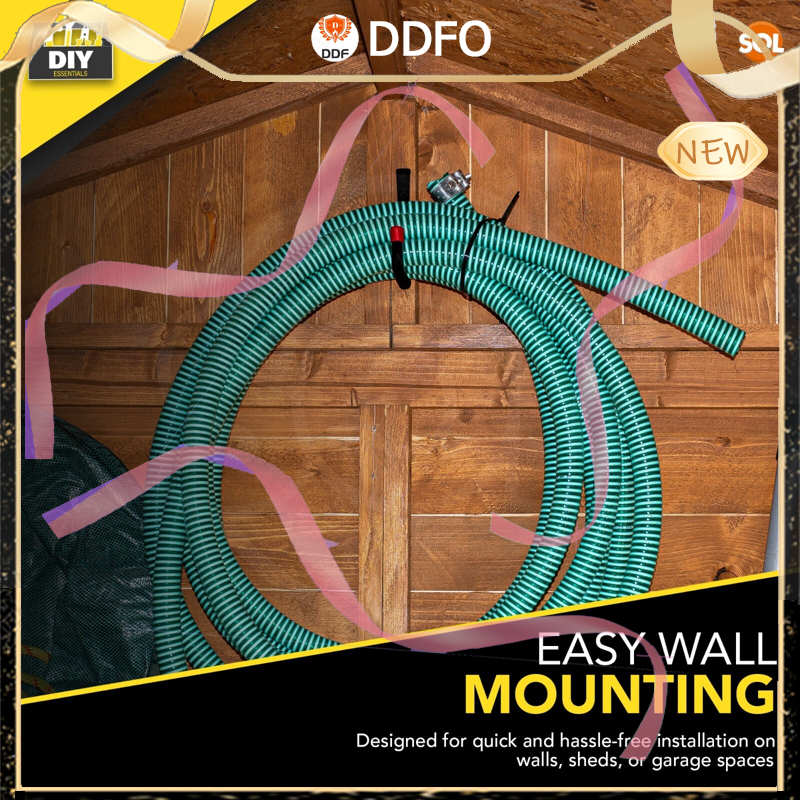 DIY
ESSENTIALS
DDF
DDFO
SOL
NEW
EASY WALL
MOUNTING
Designed for quick and hassle-free installation on
walls, sheds, or garage spaces